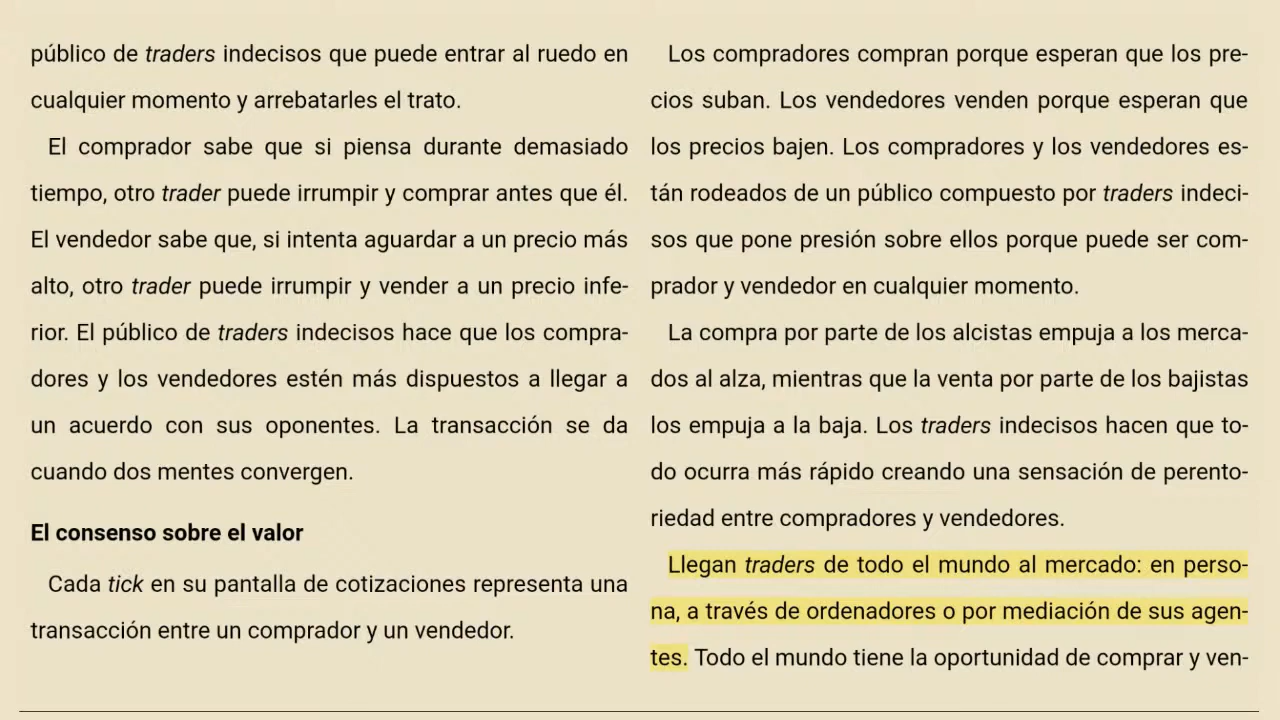 público de traders indecisos que puede entrar al ruedo en
cualquier momento y arrebatarles el trato.
El comprador sabe que si piensa durante demasiado
tiempo, otro trader puede irrumpir y comprar antes que él.
El vendedor sabe que, si intenta aguardar a un precio más
alto, otro trader puede irrumpir y vender a un precio infe-
rior. El público de traders indecisos hace que los compra-
dores y los vendedores estén más dispuestos a llegar a
un acuerdo con sus oponentes. La transacción se da
cuando dos mentes convergen.
El consenso sobre el valor
Cada tick en su pantalla de cotizaciones representa una
transacción entre un comprador y un vendedor.
Los compradores compran porque esperan que los pre-
cios suban. Los vendedores venden porque esperan que
los precios bajen. Los compradores y los vendedores es-
tán rodeados de un público compuesto por traders indeci-
sos que pone presión sobre ellos porque puede ser com-
prador y vendedor en cualquier momento.
La compra por parte de los alcistas empuja a los merca-
dos al alza, mientras que la venta por parte de los bajistas
los empuja a la baja. Los traders indecisos hacen que to-
do ocurra más rápido creando una sensación de perento-
riedad entre compradores y vendedores.
Llegan traders de todo el mundo al mercado: en perso-
na, a través de ordenadores o por mediación de sus agen-
tes. Todo el mundo tiene la oportunidad de comprar y ven-